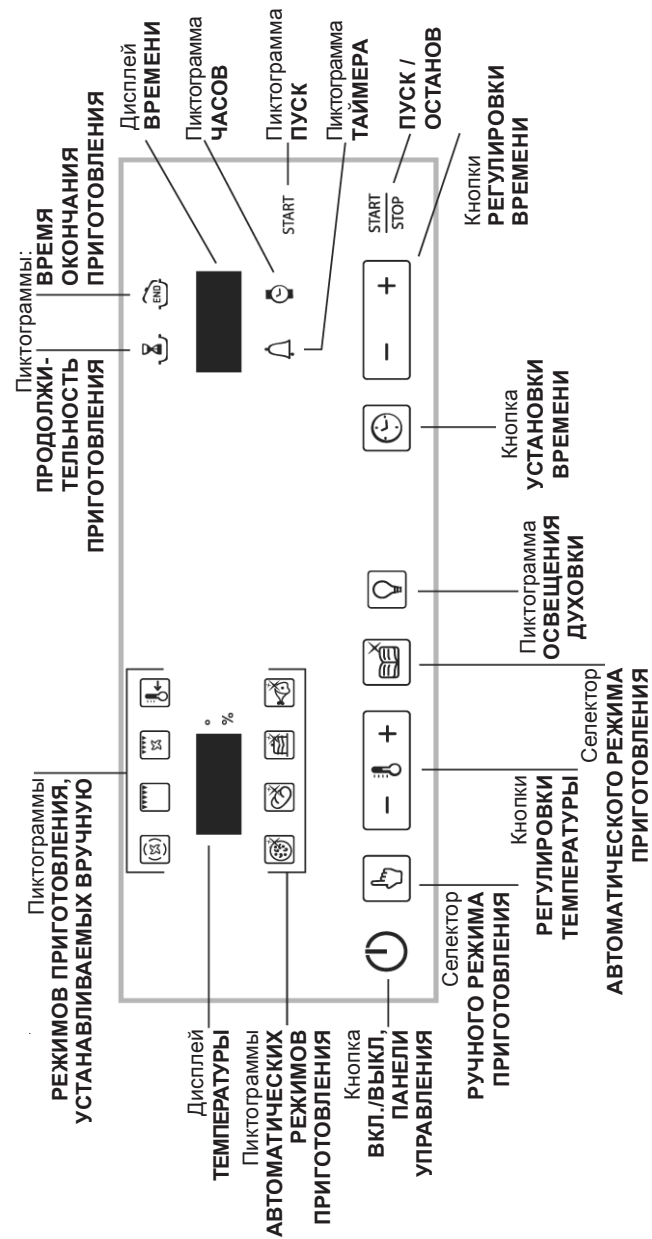 Пиктограммы
РЕЖИМОВ ПРИГОТОВЛЕНИЯ,
УСТАНАВЛИВАЕМЫХ ВРУЧНУЮ
Пиктограммы:
ПРОДОЛЖИ-
ТЕЛЬНОСТЬ
ПРИГОТОВЛЕНИЯ
ВРЕМЯ
ОКОНЧАНИЯ
ПРИГОТОВЛЕНИЯ
Дисплей
ВРЕМЕНИ
Пиктограмма
ЧАСОВ
Пиктограмма
ПУСК
Пиктограмма
ТАЙМЕРА
ПУСК /
ОСТАНОВ
Кнопки
РЕГУЛИРОВКИ
ВРЕМЕНИ
END
°
%
START
START
STOP
− +
− +
Дисплей
ТЕМПЕРАТУРЫ
Пиктограммы
АВТОМАТИЧЕСКИХ
РЕЖИМОВ
ПРИГОТОВЛЕНИЯ
Кнопка
ВКЛ./ВЫКЛ,
ПАНЕЛИ
УПРАВЛЕНИЯ
Селектор
РУЧНОГО РЕЖИМА
ПРИГОТОВЛЕНИЯ
Кнопки
РЕГУЛИРОВКИ
ТЕМПЕРАТУРЫ
Селектор
АВТОМАТИЧЕСКОГО РЕЖИМА
ПРИГОТОВЛЕНИЯ
Пиктограмма
ОСВЕЩЕНИЯ
ДУХОВКИ
Кнопка
УСТАНОВКИ
ВРЕМЕНИ